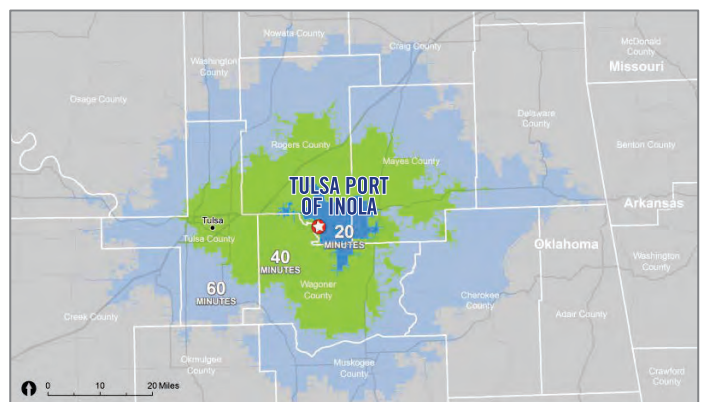 Nowata County
Craig County
McDonald
County
Missouri
Washington
County
Osage County
Delaware
County
Rogers County
Mayes County
Benton County
TULSA PORT
OF INOLA
Arkansas
Tulsa
Tulsa County
20
MINUTES
Oklahoma
40
MINUTES
Washington
County
60
MINUTES
Wagoner
County
Cherokee
County
Creek County
Adair County
Okmulgee
County
Muskogee
County
Crawford
County
0 10 20 Miles